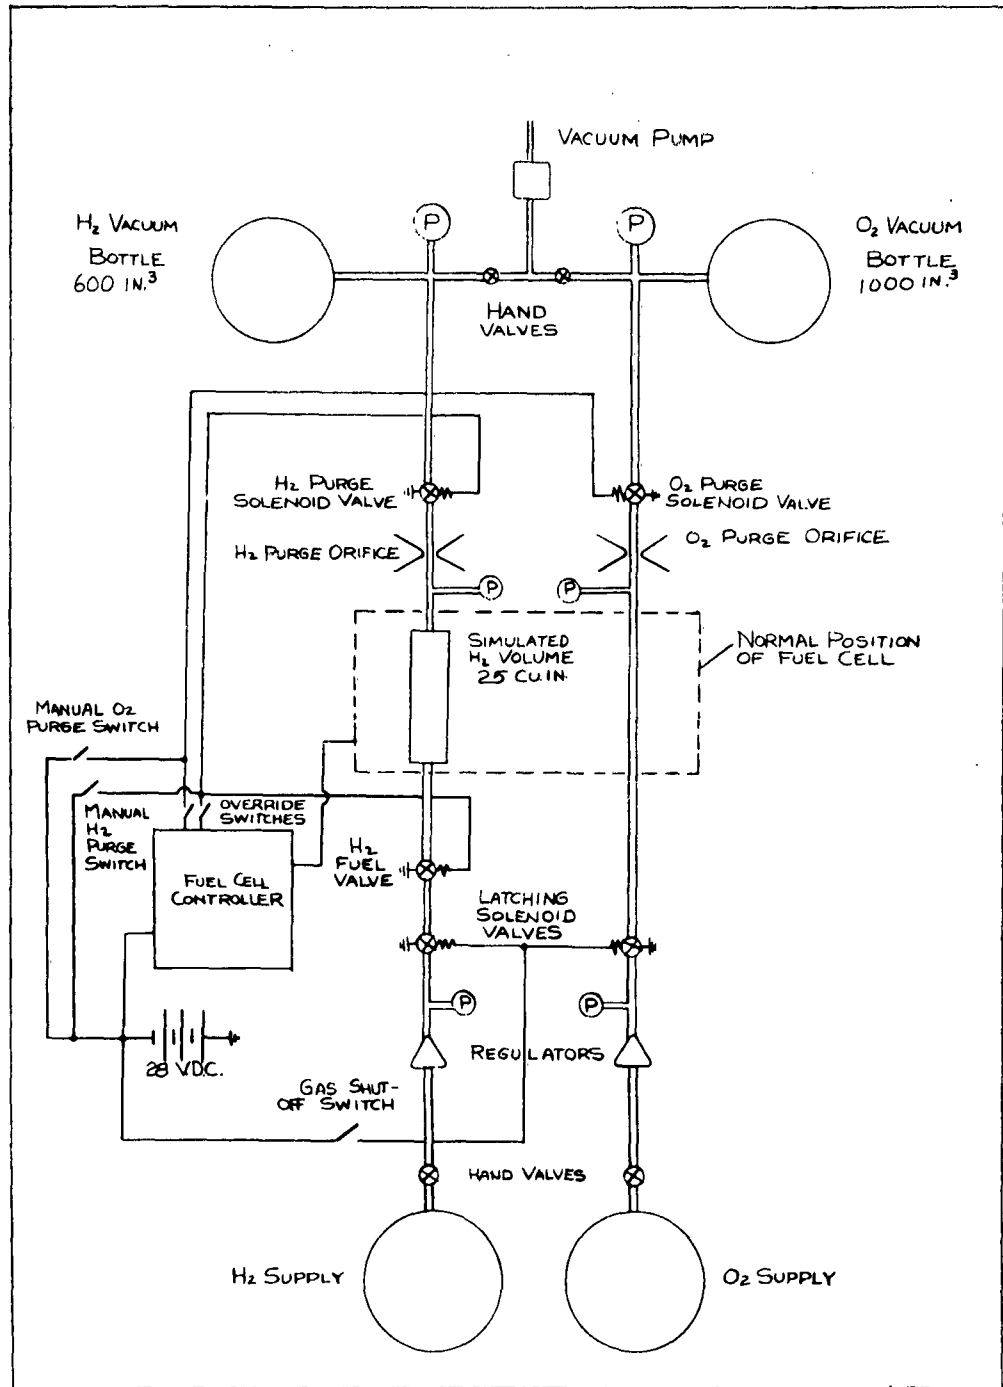 VACUUM PUMP
H2 VACUUM
BOTTLE
600 IN.3
P
P
O2 VACUUM
BOTTLE
1000 IN.3
HAND
VALVES
H2 PURGE
SOLENOID VALVE
O2 PURGE
SOLENOID VALVE
H2 PURGE ORIFICE
O2 PURGE ORIFICE
P
P
SIMULATED
H2 VOLUME
25 CU.IN.
NORMAL POSITION
OF FUEL CELL
MANUAL O2
PURGE SWITCH
MANUAL
H2
PURGE
SWITCH
OVERRIDE
SWITCHES
FUEL CELL
CONTROLLER
H2
FUEL
VALVE
LATCHING
SOLENOID
VALVES
P
P
28 V.D.C.
REGULATORS
GAS SHUT-
OFF SWITCH
HAND VALVES
H2 SUPPLY
O2 SUPPLY